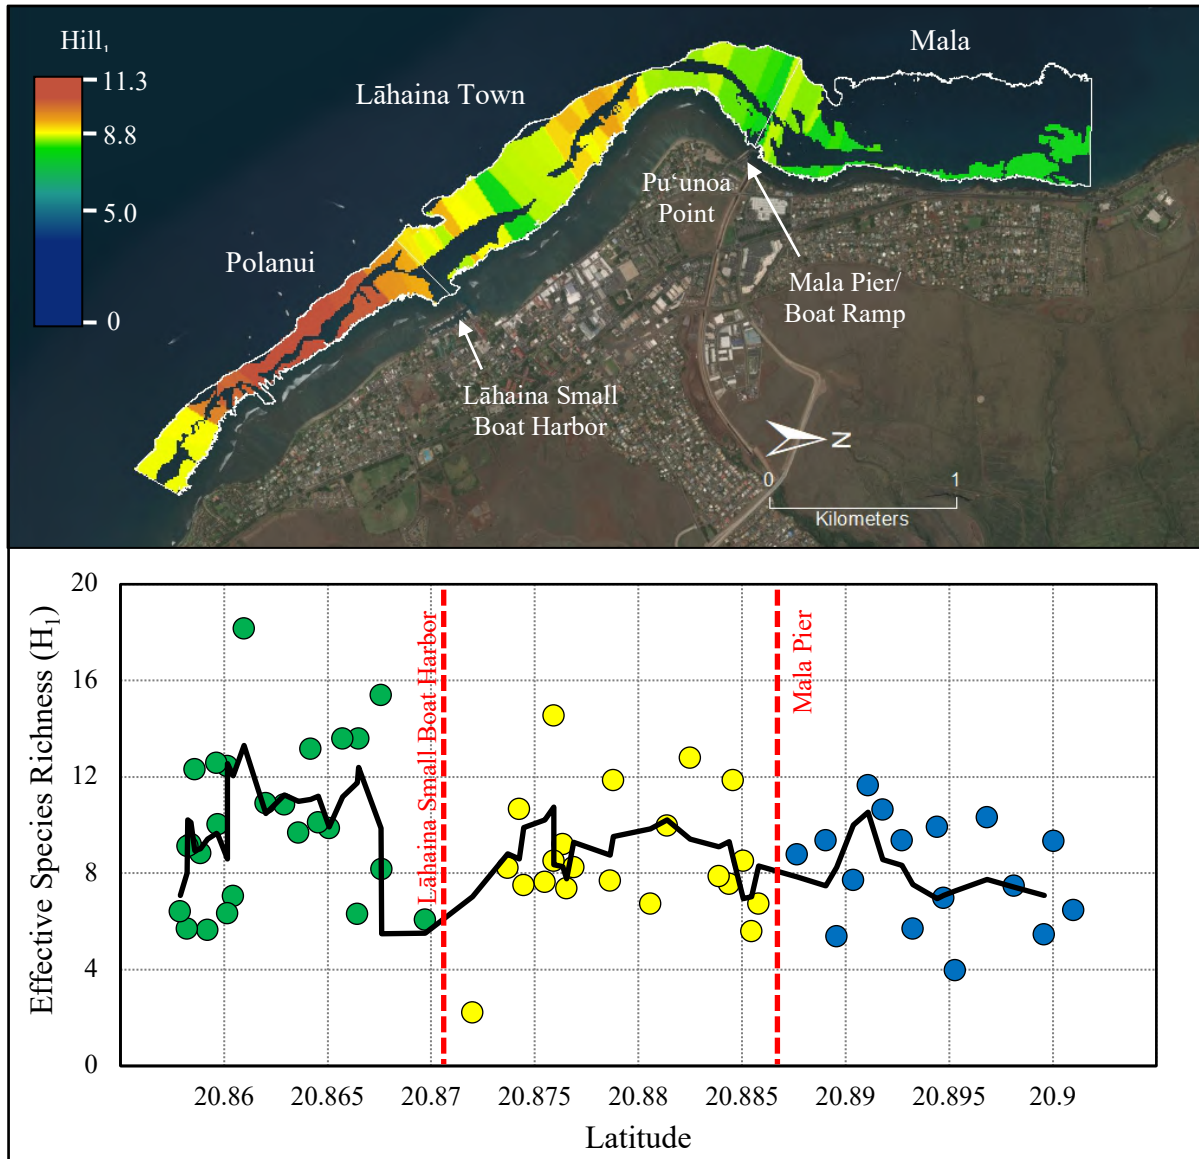 Hill₁
11.3
8.8
5.0
0
Mala
Lāhaina Town
Polanui
Puʻunoa
Point
Mala Pier/
Boat Ramp
Lāhaina Small
Boat Harbor
N
0 1
Kilometers
Effective Species Richness (H₁)
20
16
12
8
4
0
Lāhaina Small Boat Harbor
Mala Pier
20.86 20.865 20.87 20.875 20.88 20.885 20.89 20.895 20.9
Latitude